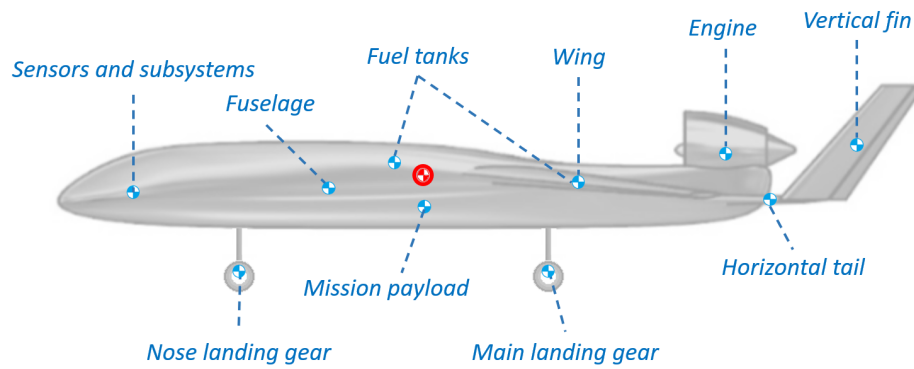 Vertical fin
Engine
Fuel tanks
Wing
Sensors and subsystems
Fuselage
Horizontal tail
Mission payload
Nose landing gear
Main landing gear